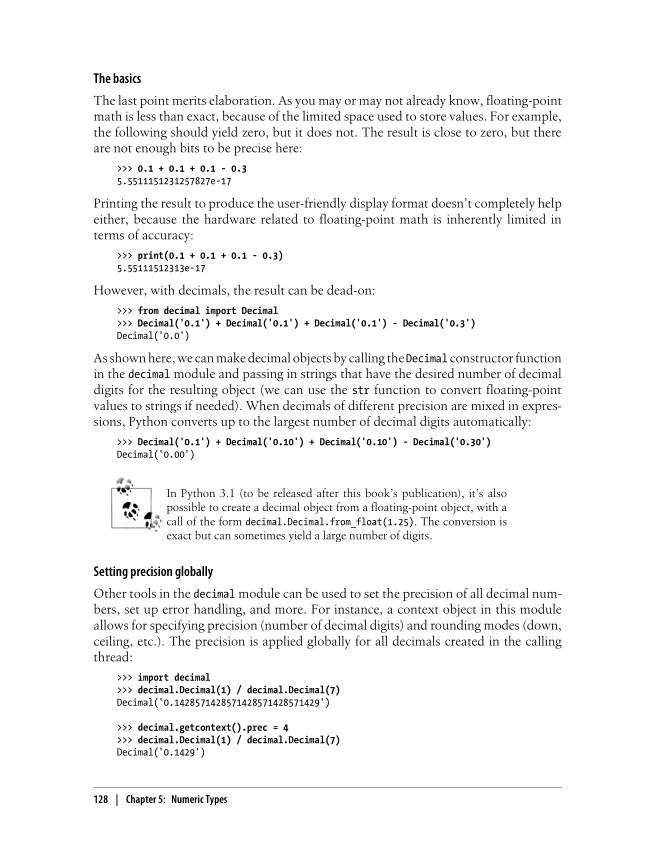 The basics
The last point merits elaboration. As you may or may not already know, floating-point
math is less than exact, because of the limited space used to store values. For example,
the following should yield zero, but it does not. The result is close to zero, but there
are not enough bits to be precise here:
>>> 0.1 + 0.1 + 0.1 - 0.3
5.5511151231257827e-17
Printing the result to produce the user-friendly display format doesn’t completely help
either, because the hardware related to floating-point math is inherently limited in
terms of accuracy:
>>> print(0.1 + 0.1 + 0.1 - 0.3)
5.55111512313e-17
However, with decimals, the result can be dead-on:
>>> from decimal import Decimal
>>> Decimal('0.1') + Decimal('0.1') + Decimal('0.1') - Decimal('0.3')
Decimal('0.0')
As shown here, we can make decimal objects by calling the Decimal constructor function
in the decimal module and passing in strings that have the desired number of decimal
digits for the resulting object (we can use the str function to convert floating-point
values to strings if needed). When decimals of different precision are mixed in expres-
sions, Python converts up to the largest number of decimal digits automatically:
>>> Decimal('0.1') + Decimal('0.10') + Decimal('0.10') - Decimal('0.30')
Decimal('0.00')
In Python 3.1 (to be released after this book’s publication), it’s also
possible to create a decimal object from a floating-point object, with a
call of the form decimal.Decimal.from_float(1.25). The conversion is
exact but can sometimes yield a large number of digits.
Setting precision globally
Other tools in the decimal module can be used to set the precision of all decimal num-
bers, set up error handling, and more. For instance, a context object in this module
allows for specifying precision (number of decimal digits) and rounding modes (down,
ceiling, etc.). The precision is applied globally for all decimals created in the calling
thread:
>>> import decimal
>>> decimal.Decimal(1) / decimal.Decimal(7)
Decimal('0.1428571428571428571428571429')
>>> decimal.getcontext().prec = 4
>>> decimal.Decimal(1) / decimal.Decimal(7)
Decimal('0.1429')
128 | Chapter 5: Numeric Types